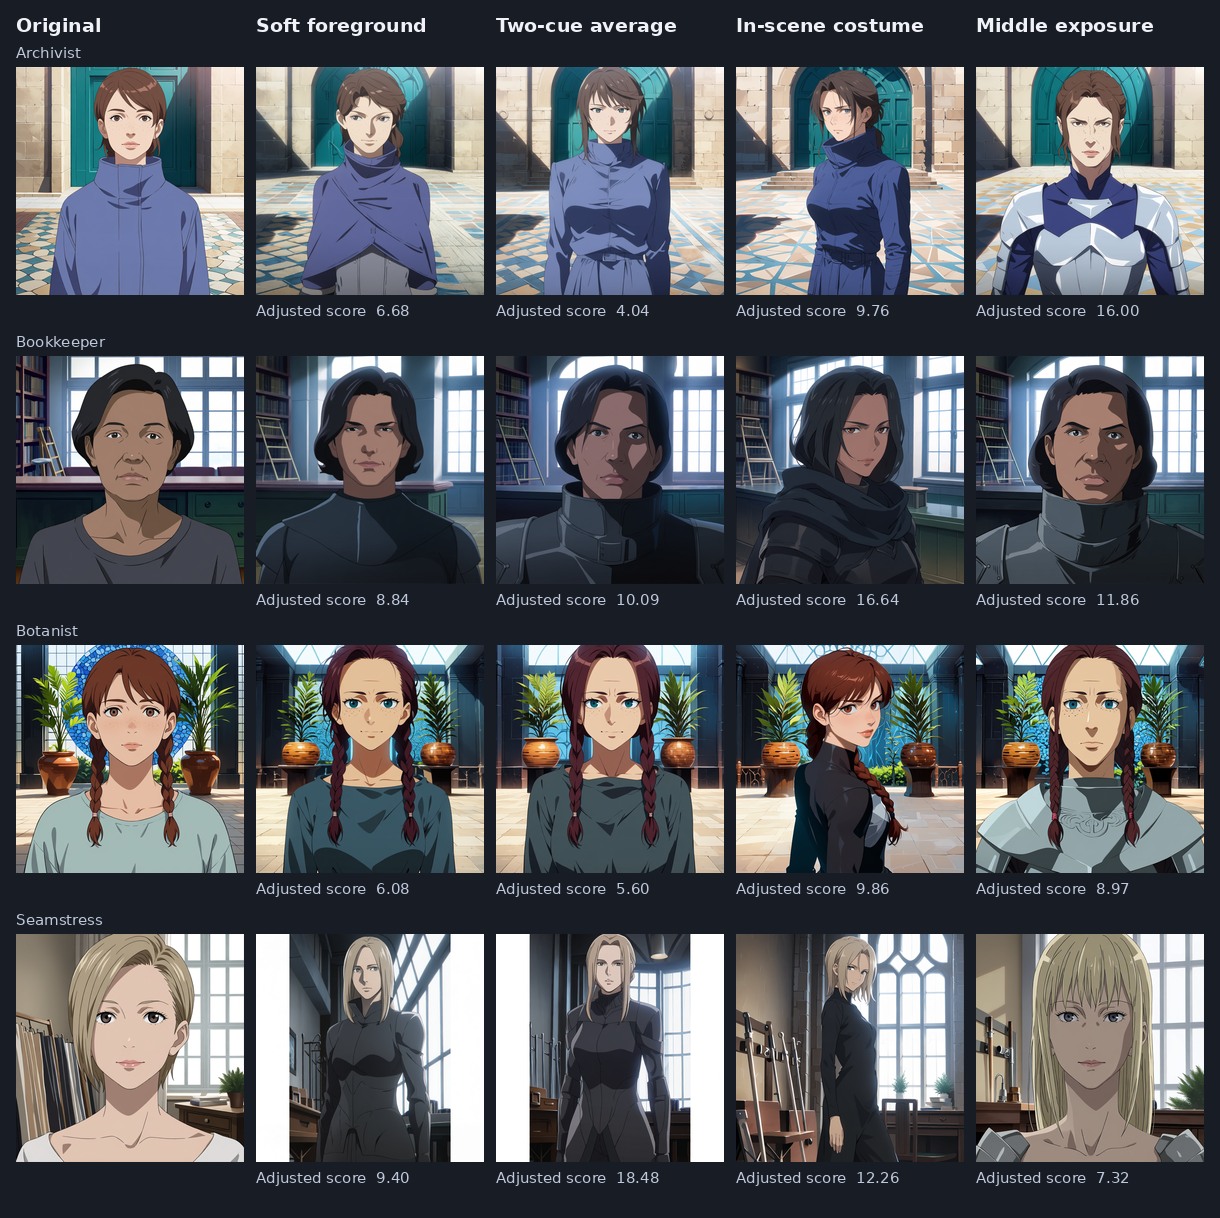 Original Soft foreground Two-cue average In-scene costume Middle exposure
Archivist
Adjusted score 6.68 Adjusted score 4.04 Adjusted score 9.76 Adjusted score 16.00
Bookkeeper
Adjusted score 8.84 Adjusted score 10.09 Adjusted score 16.64 Adjusted score 11.86
Botanist
Adjusted score 6.08 Adjusted score 5.60 Adjusted score 9.86 Adjusted score 8.97
Seamstress
Adjusted score 9.40 Adjusted score 18.48 Adjusted score 12.26 Adjusted score 7.32